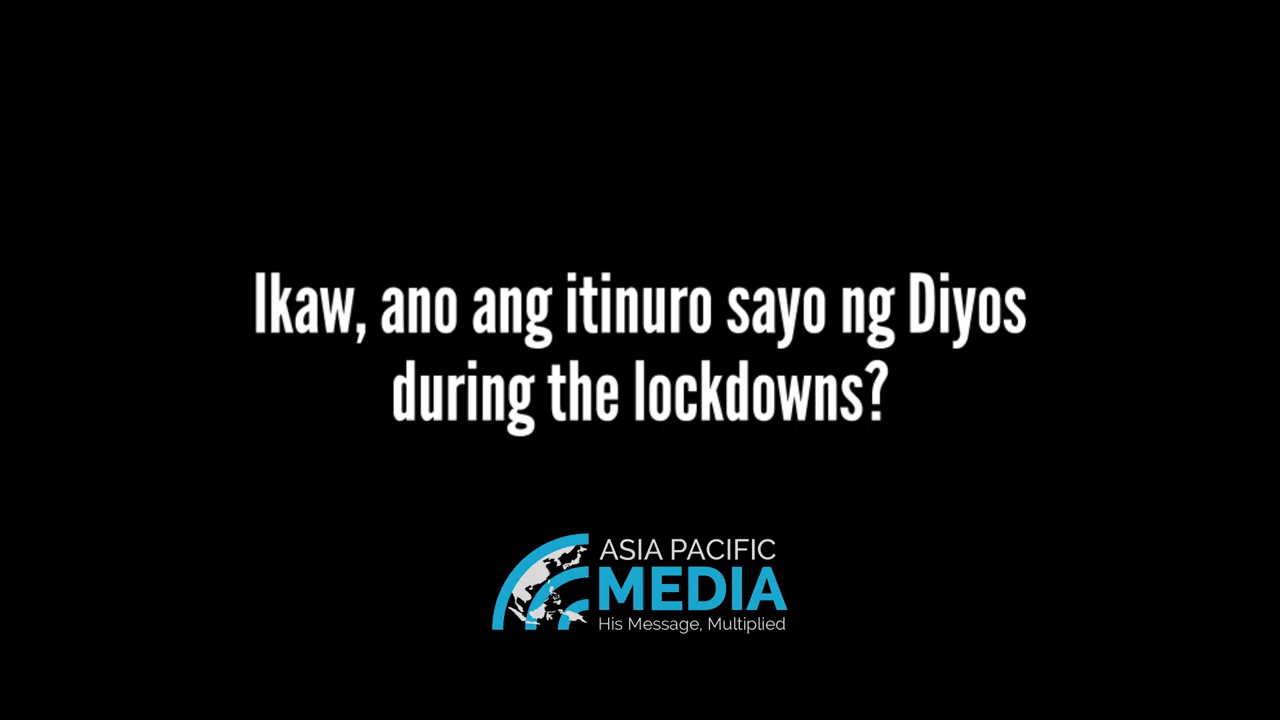 Ikaw, ano ang itinuro sayo ng Diyos
during the lockdowns?
ASIA PACIFIC
MEDIA
His Message, Multiplied